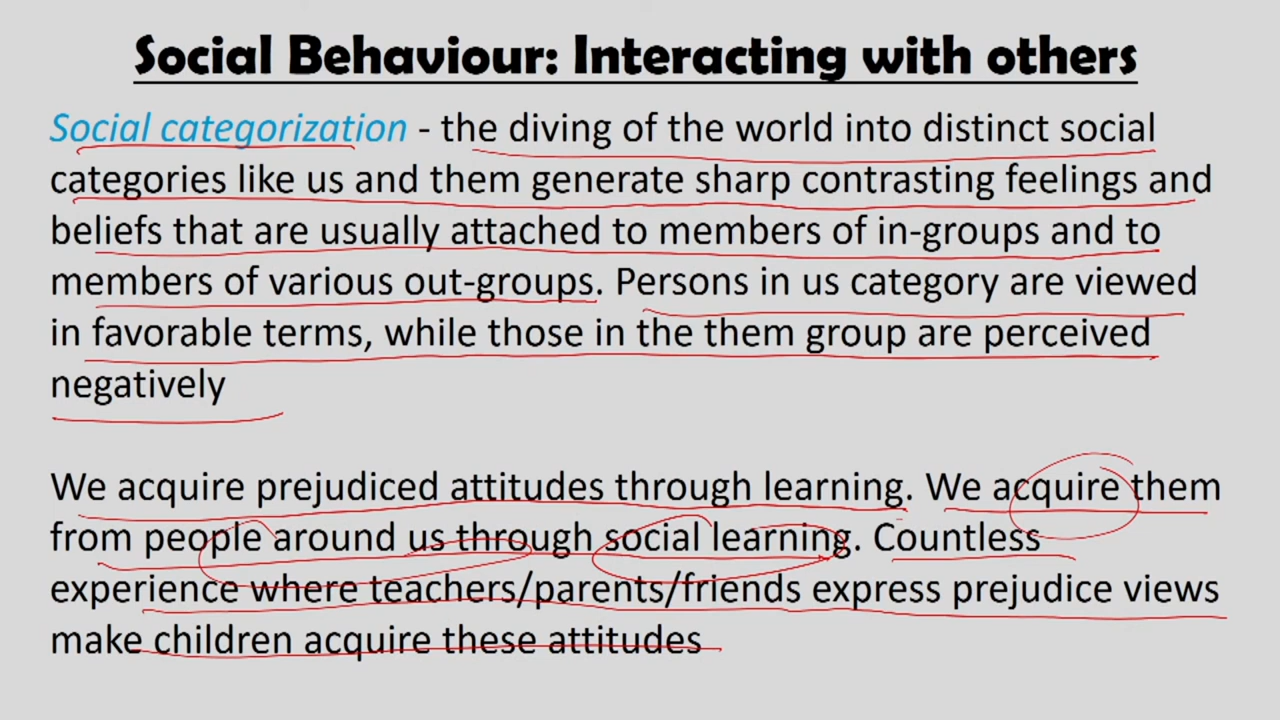 Social Behaviour: Interacting with others
Social categorization - the diving of the world into distinct social
categories like us and them generate sharp contrasting feelings and
beliefs that are usually attached to members of in-groups and to
members of various out-groups. Persons in us category are viewed
in favorable terms, while those in the them group are perceived
negatively
We acquire prejudiced attitudes through learning. We acquire them
from people around us through social learning. Countless
experience where teachers/parents/friends express prejudice views
make children acquire these attitudes